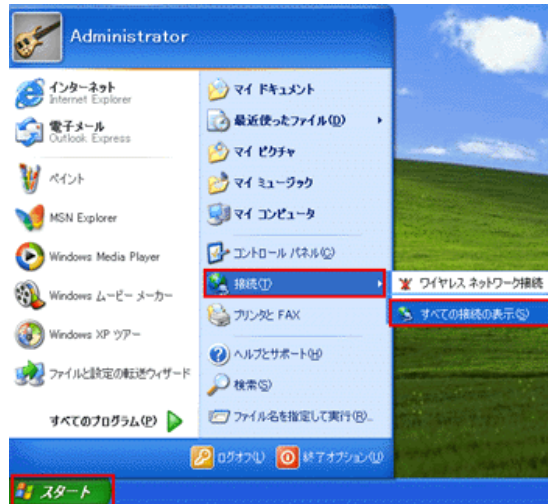 Administrator
インターネット
Internet Explorer
電子メール
Outlook Express
ペイント
MSN Explorer
Windows Media Player
Windows ムービー メーカー
Windows XP ツアー
ファイルと設定の転送ウィザード
すべてのプログラム(P)
マイ ドキュメント
最近使ったファイル(D)
マイ ピクチャ
マイ ミュージック
マイ コンピュータ
コントロール パネル(C)
接続(T)
プリンタと FAX
ヘルプとサポート(H)
検索(S)
ファイル名を指定して実行(R)...
ワイヤレス ネットワーク接続
すべての接続の表示(S)
ログオフ(L)
終了オプション(U)
スタート